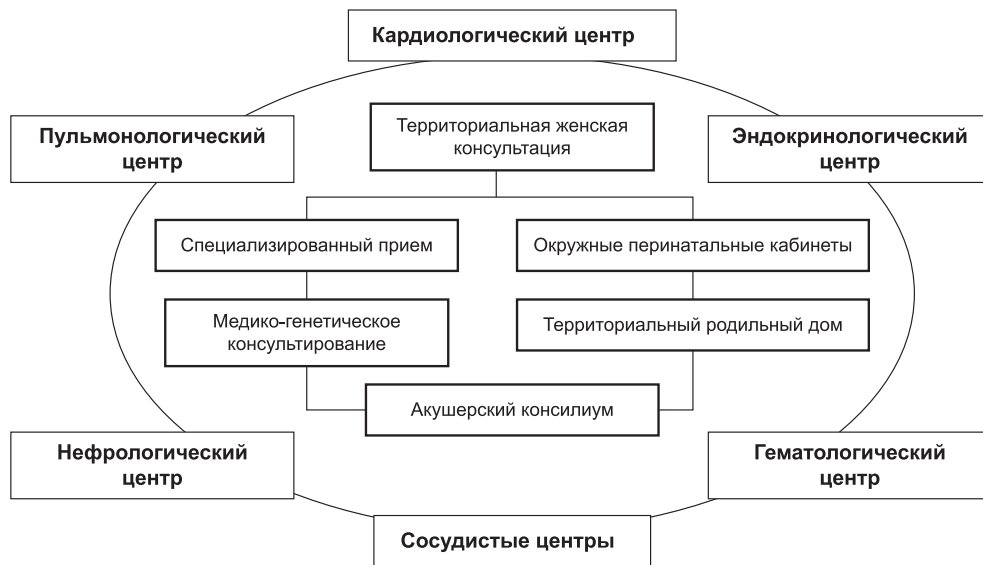 Кардиологический центр
Территориальная женская
консультация
Пульмонологический
центр
Эндокринологический
центр
Специализированный прием
Окружные перинатальные кабинеты
Медико-генетическое
консультирование
Территориальный родильный дом
Акушерский консилиум
Нефрологический
центр
Гематологический
центр
Сосудистые центры